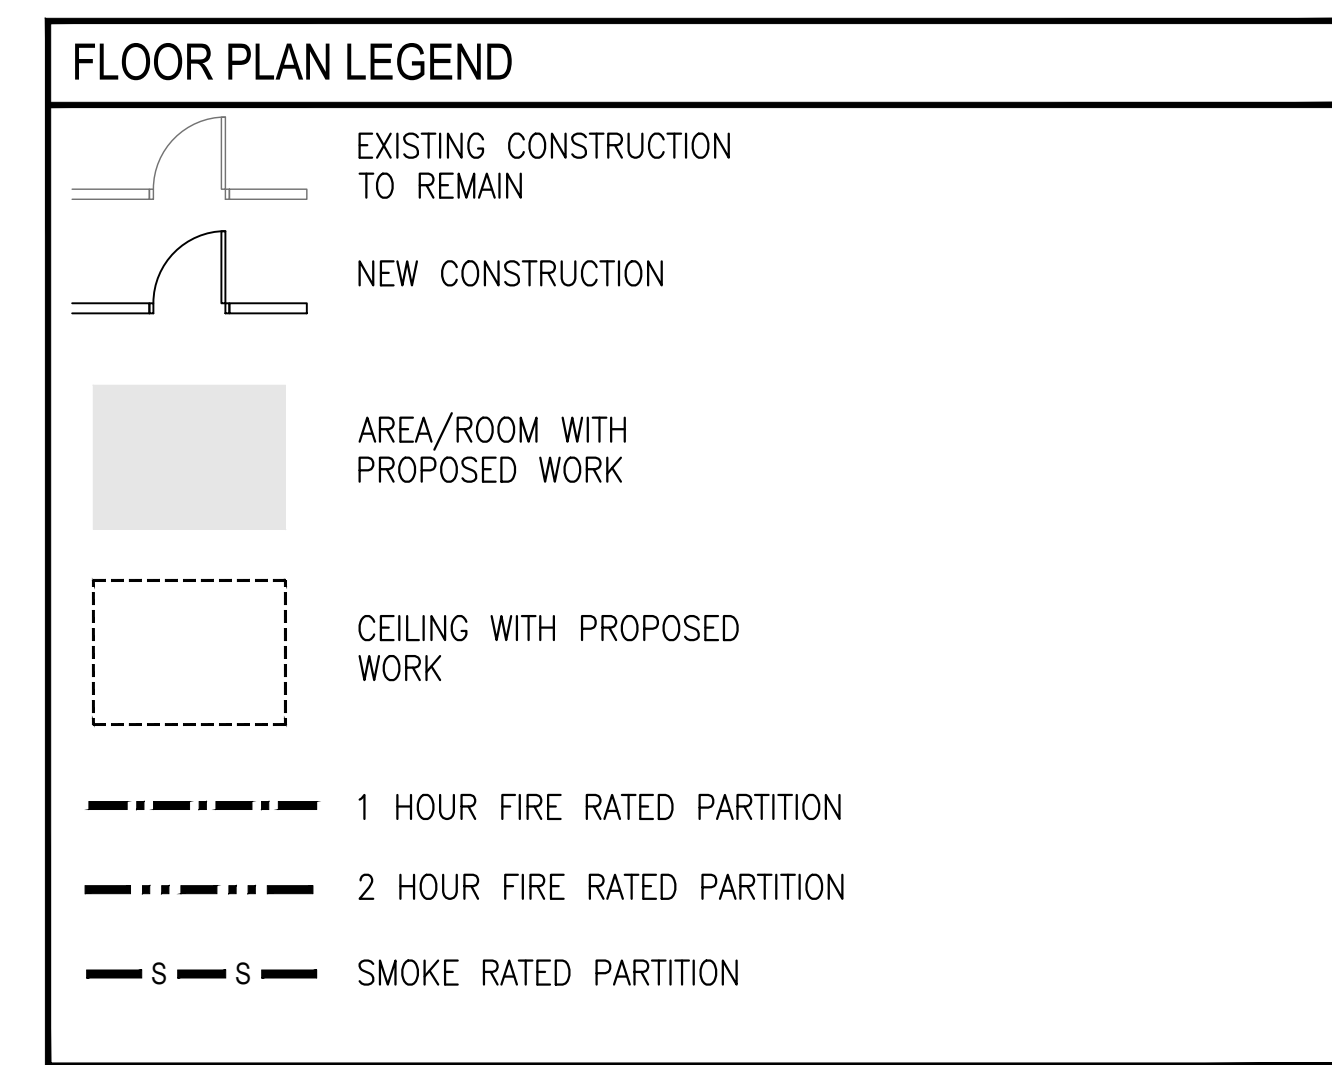 FLOOR PLAN LEGEND
EXISTING CONSTRUCTION
TO REMAIN
NEW CONSTRUCTION
AREA/ROOM WITH
PROPOSED WORK
CEILING WITH PROPOSED
WORK
1 HOUR FIRE RATED PARTITION
2 HOUR FIRE RATED PARTITION
S S SMOKE RATED PARTITION